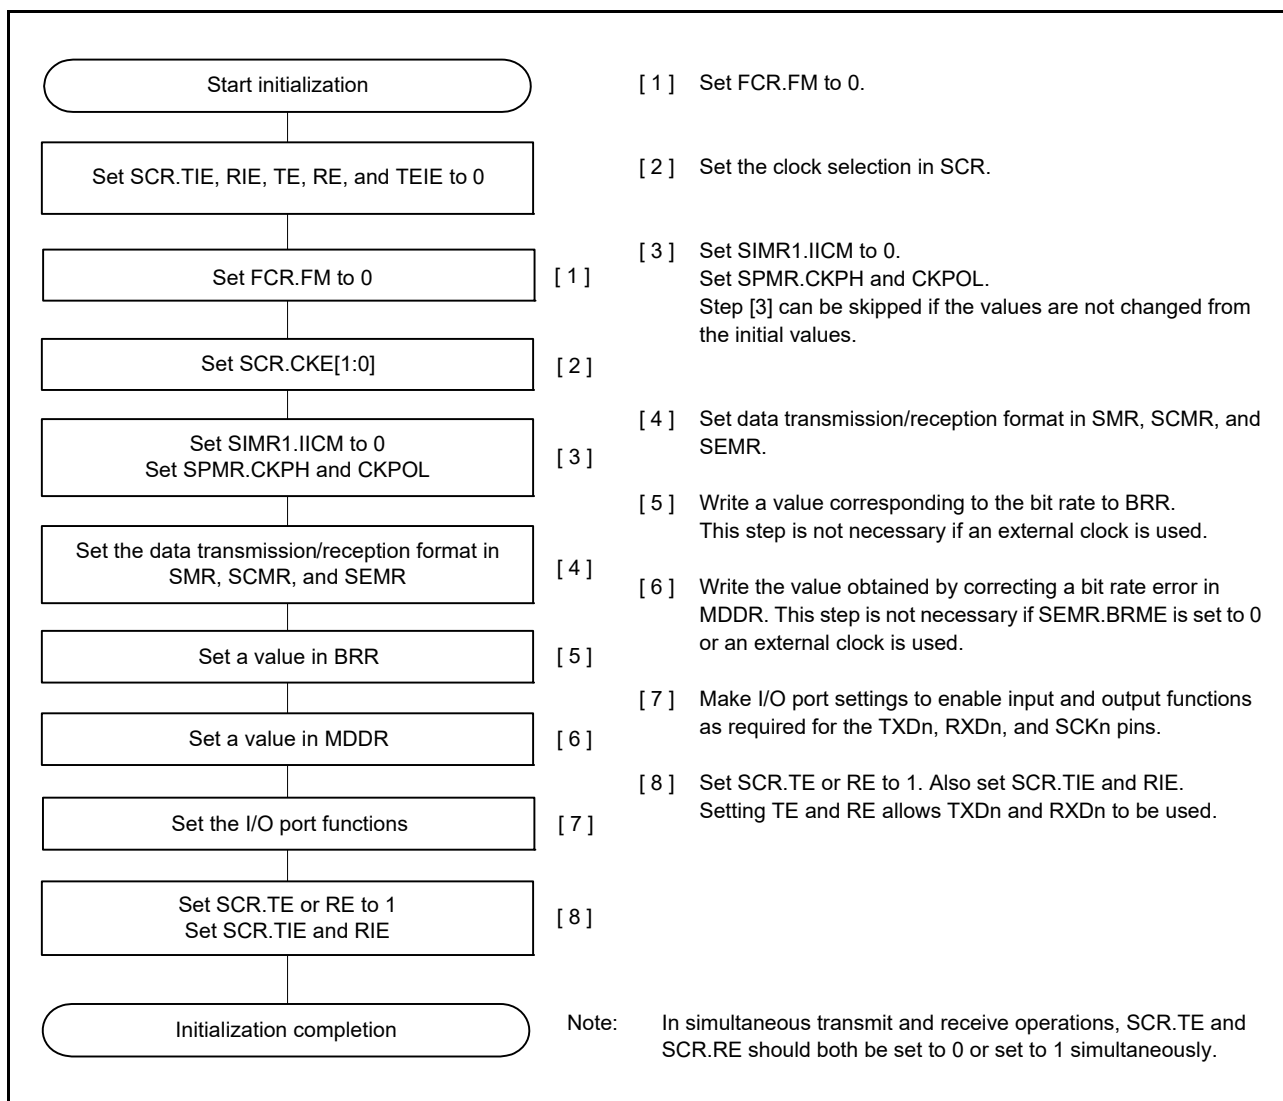 Start initialization
Set SCR.TIE, RIE, TE, RE, and TEIE to 0
Set FCR.FM to 0
[ 1 ]
Set SCR.CKE[1:0]
[ 2 ]
Set SIMR1.IICM to 0
Set SPMR.CKPH and CKPOL
[ 3 ]
Set the data transmission/reception format in
SMR, SCMR, and SEMR
[ 4 ]
Set a value in BRR
[ 5 ]
Set a value in MDDR
[ 6 ]
Set the I/O port functions
[ 7 ]
Set SCR.TE or RE to 1
Set SCR.TIE and RIE
[ 8 ]
Initialization completion
[ 1 ] Set FCR.FM to 0.
[ 2 ] Set the clock selection in SCR.
[ 3 ] Set SIMR1.IICM to 0.
Set SPMR.CKPH and CKPOL.
Step [3] can be skipped if the values are not changed from
the initial values.
[ 4 ] Set data transmission/reception format in SMR, SCMR, and
SEMR.
[ 5 ] Write a value corresponding to the bit rate to BRR.
This step is not necessary if an external clock is used.
[ 6 ] Write the value obtained by correcting a bit rate error in
MDDR. This step is not necessary if SEMR.BRME is set to 0
or an external clock is used.
[ 7 ] Make I/O port settings to enable input and output functions
as required for the TXDn, RXDn, and SCKn pins.
[ 8 ] Set SCR.TE or RE to 1. Also set SCR.TIE and RIE.
Setting TE and RE allows TXDn and RXDn to be used.
Note: In simultaneous transmit and receive operations, SCR.TE and
SCR.RE should both be set to 0 or set to 1 simultaneously.